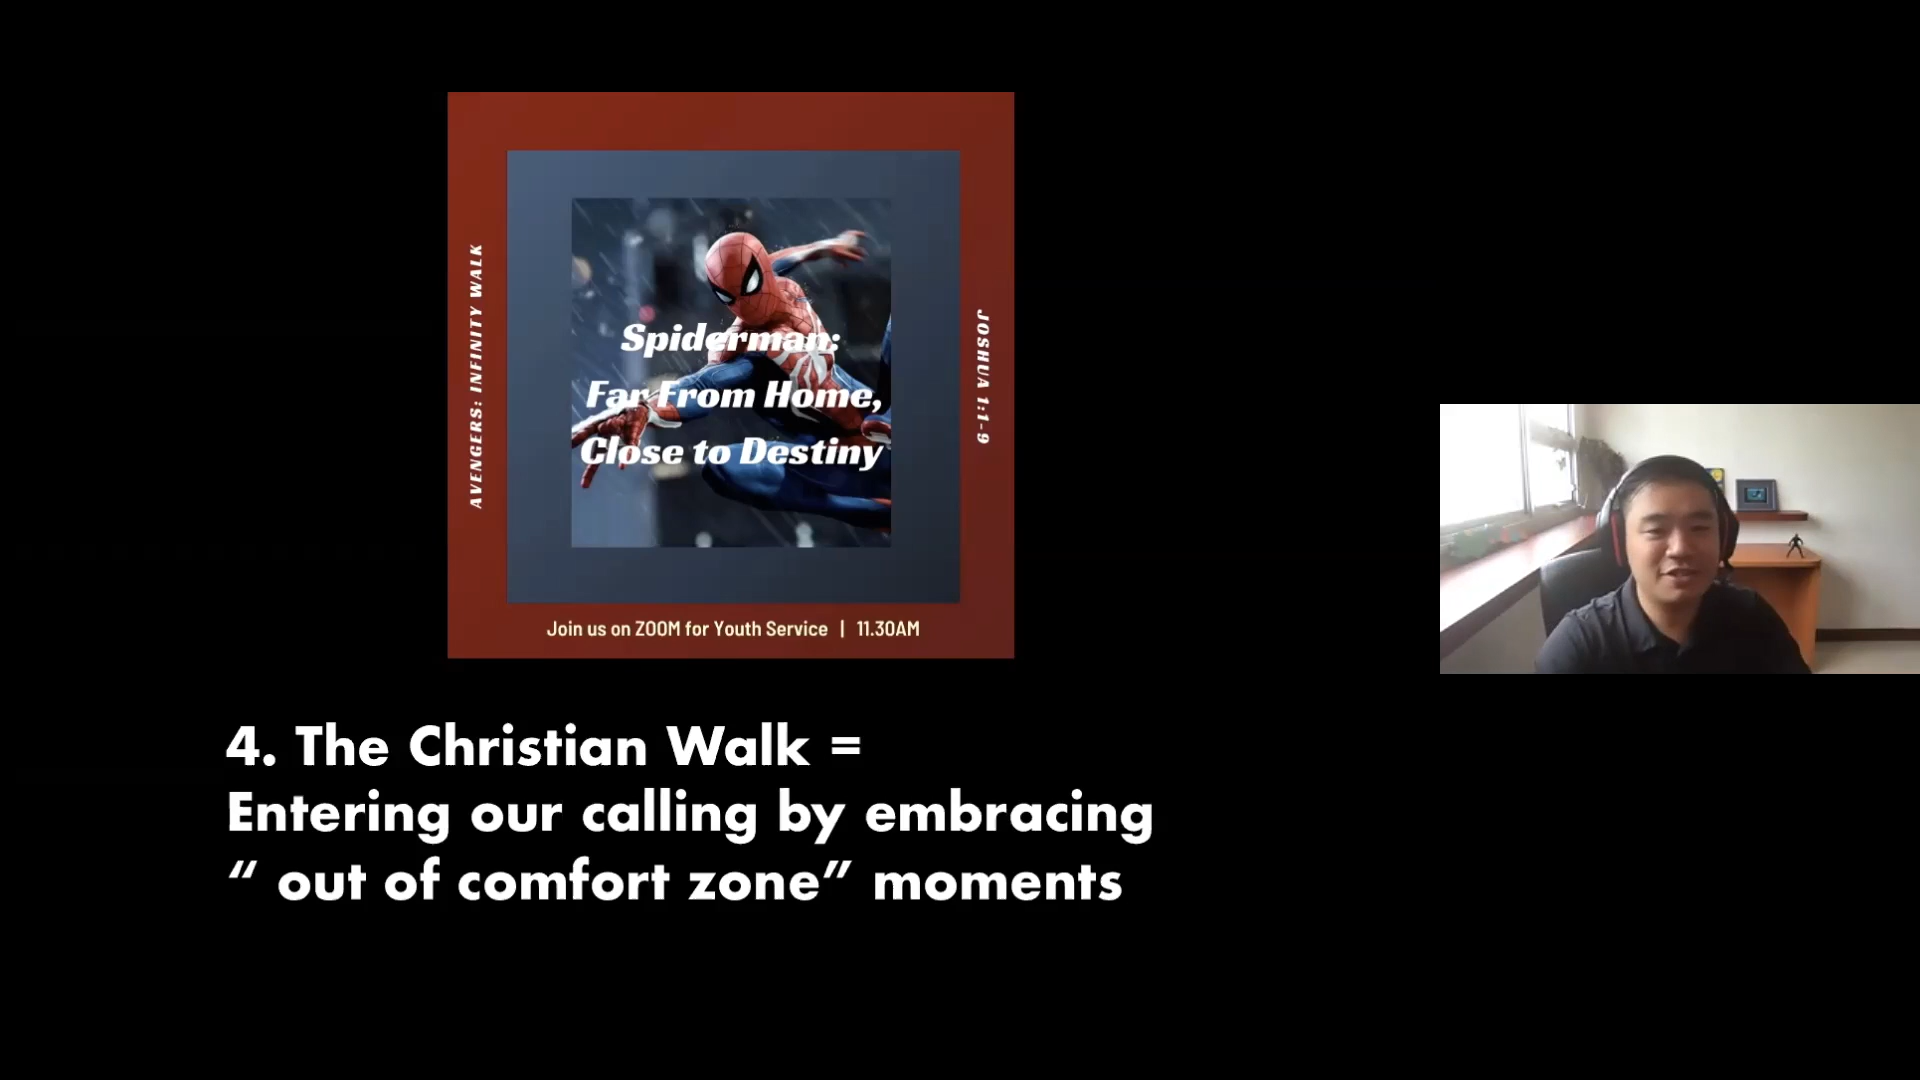 AVENGERS: INFINITY WALK
Spiderman:
Far From Home,
Close to Destiny
JOSHUA 1:1-9
Join us on ZOOM for Youth Service | 11.30AM
4. The Christian Walk =
Entering our calling by embracing
“ out of comfort zone” moments